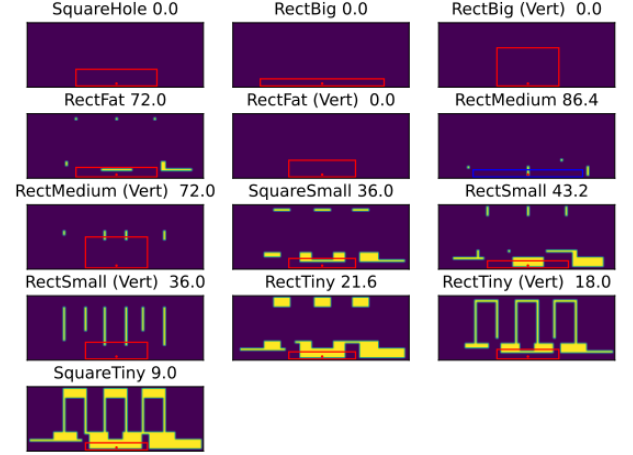 SquareHole 0.0
RectBig 0.0
RectBig (Vert)  0.0
RectFat 72.0
RectFat (Vert)  0.0
RectMedium 86.4
RectMedium (Vert)  72.0
SquareSmall 36.0
RectSmall 43.2
RectSmall (Vert)  36.0
RectTiny 21.6
RectTiny (Vert)  18.0
SquareTiny 9.0